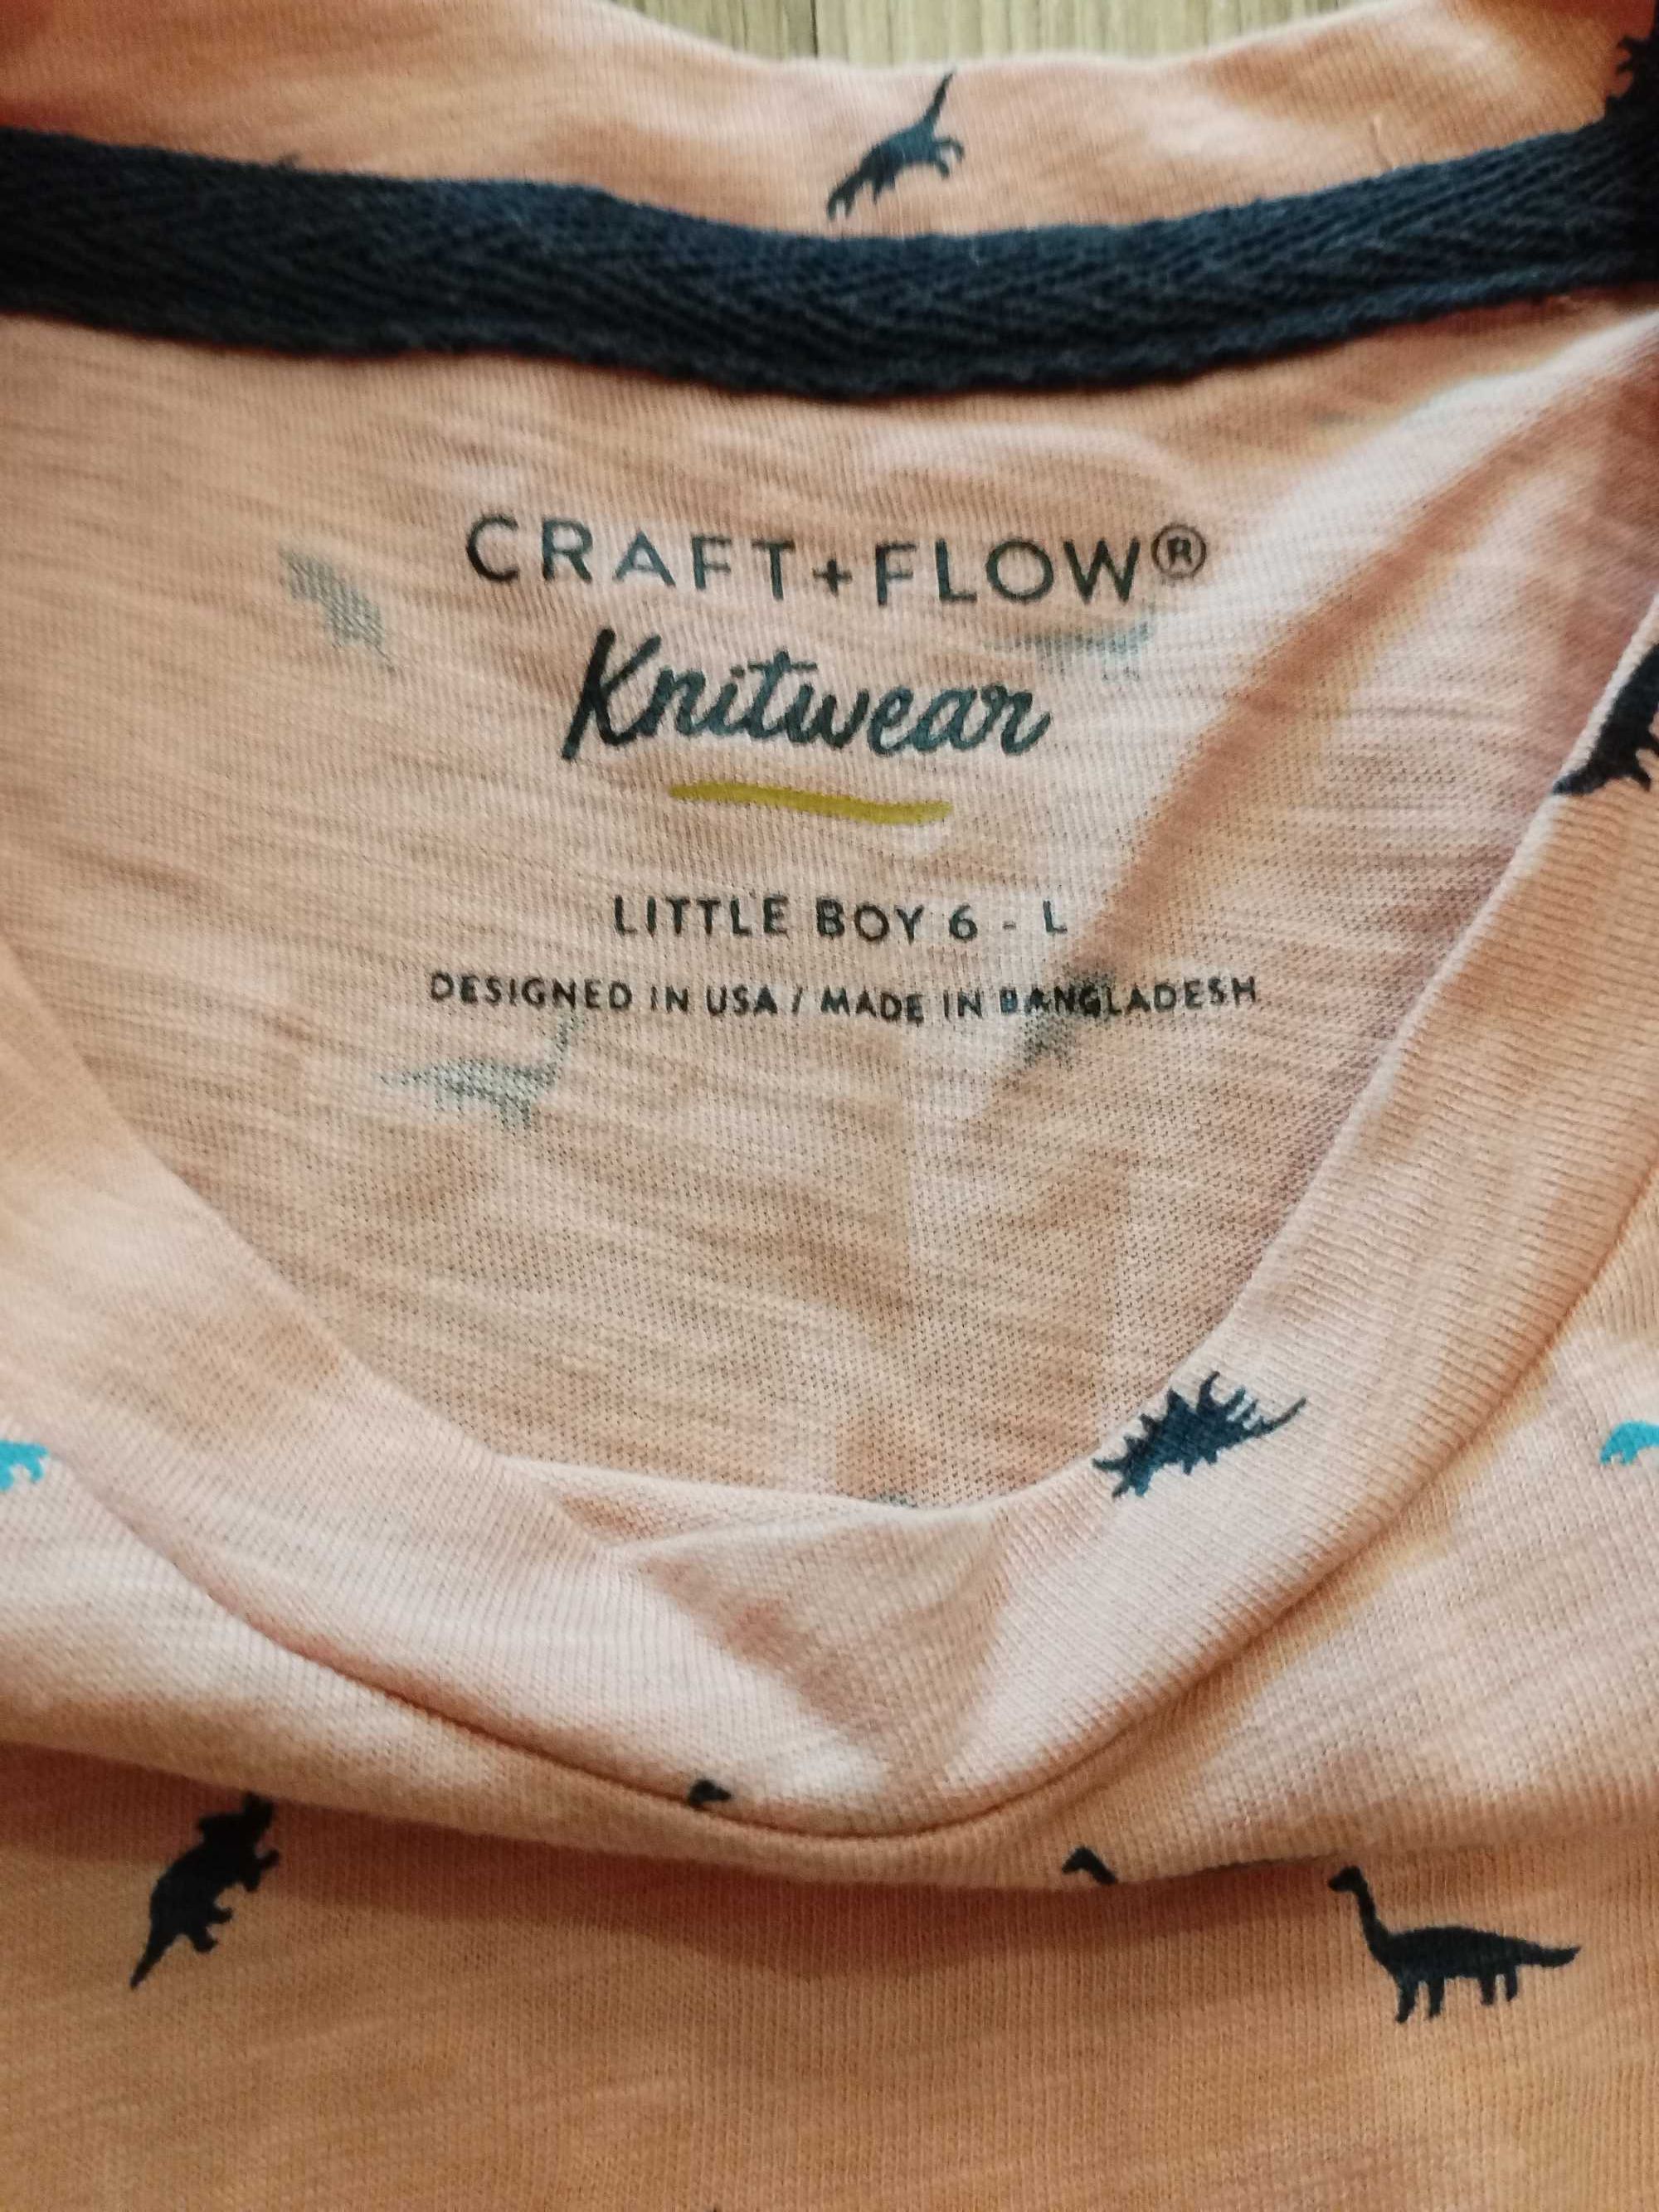 CRAFT+FLOW®
Knitwear
LITTLE BOY 6 - L
DESIGNED IN USA / MADE IN BANGLADESH